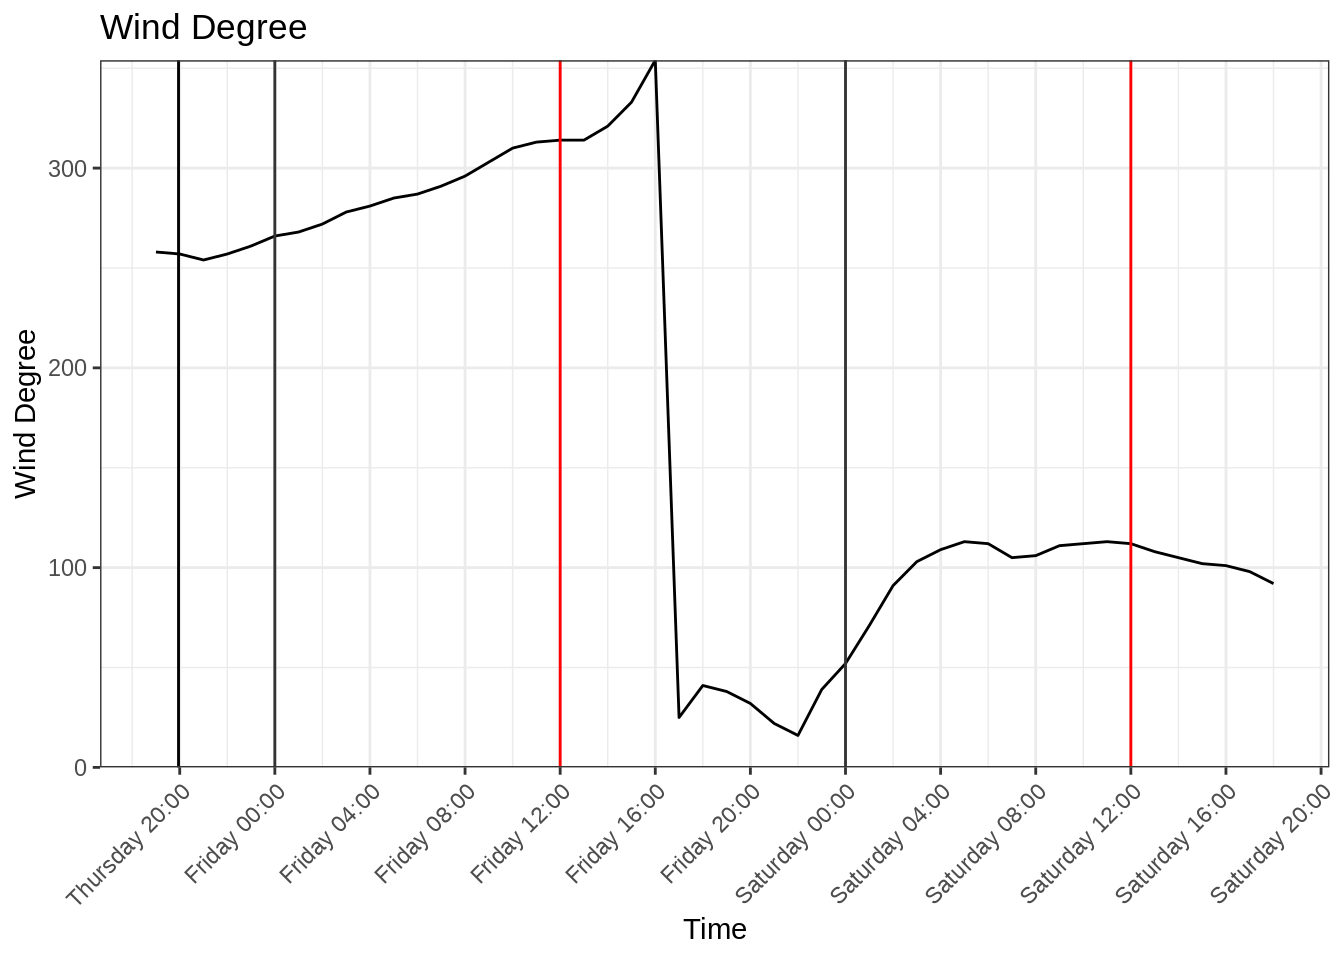 Wind Degree
Wind Degree
300
200
100
0
Thursday 20:00
Friday 00:00
Friday 04:00
Friday 08:00
Friday 12:00
Friday 16:00
Friday 20:00
Saturday 00:00
Saturday 04:00
Saturday 08:00
Saturday 12:00
Saturday 16:00
Saturday 20:00
Time